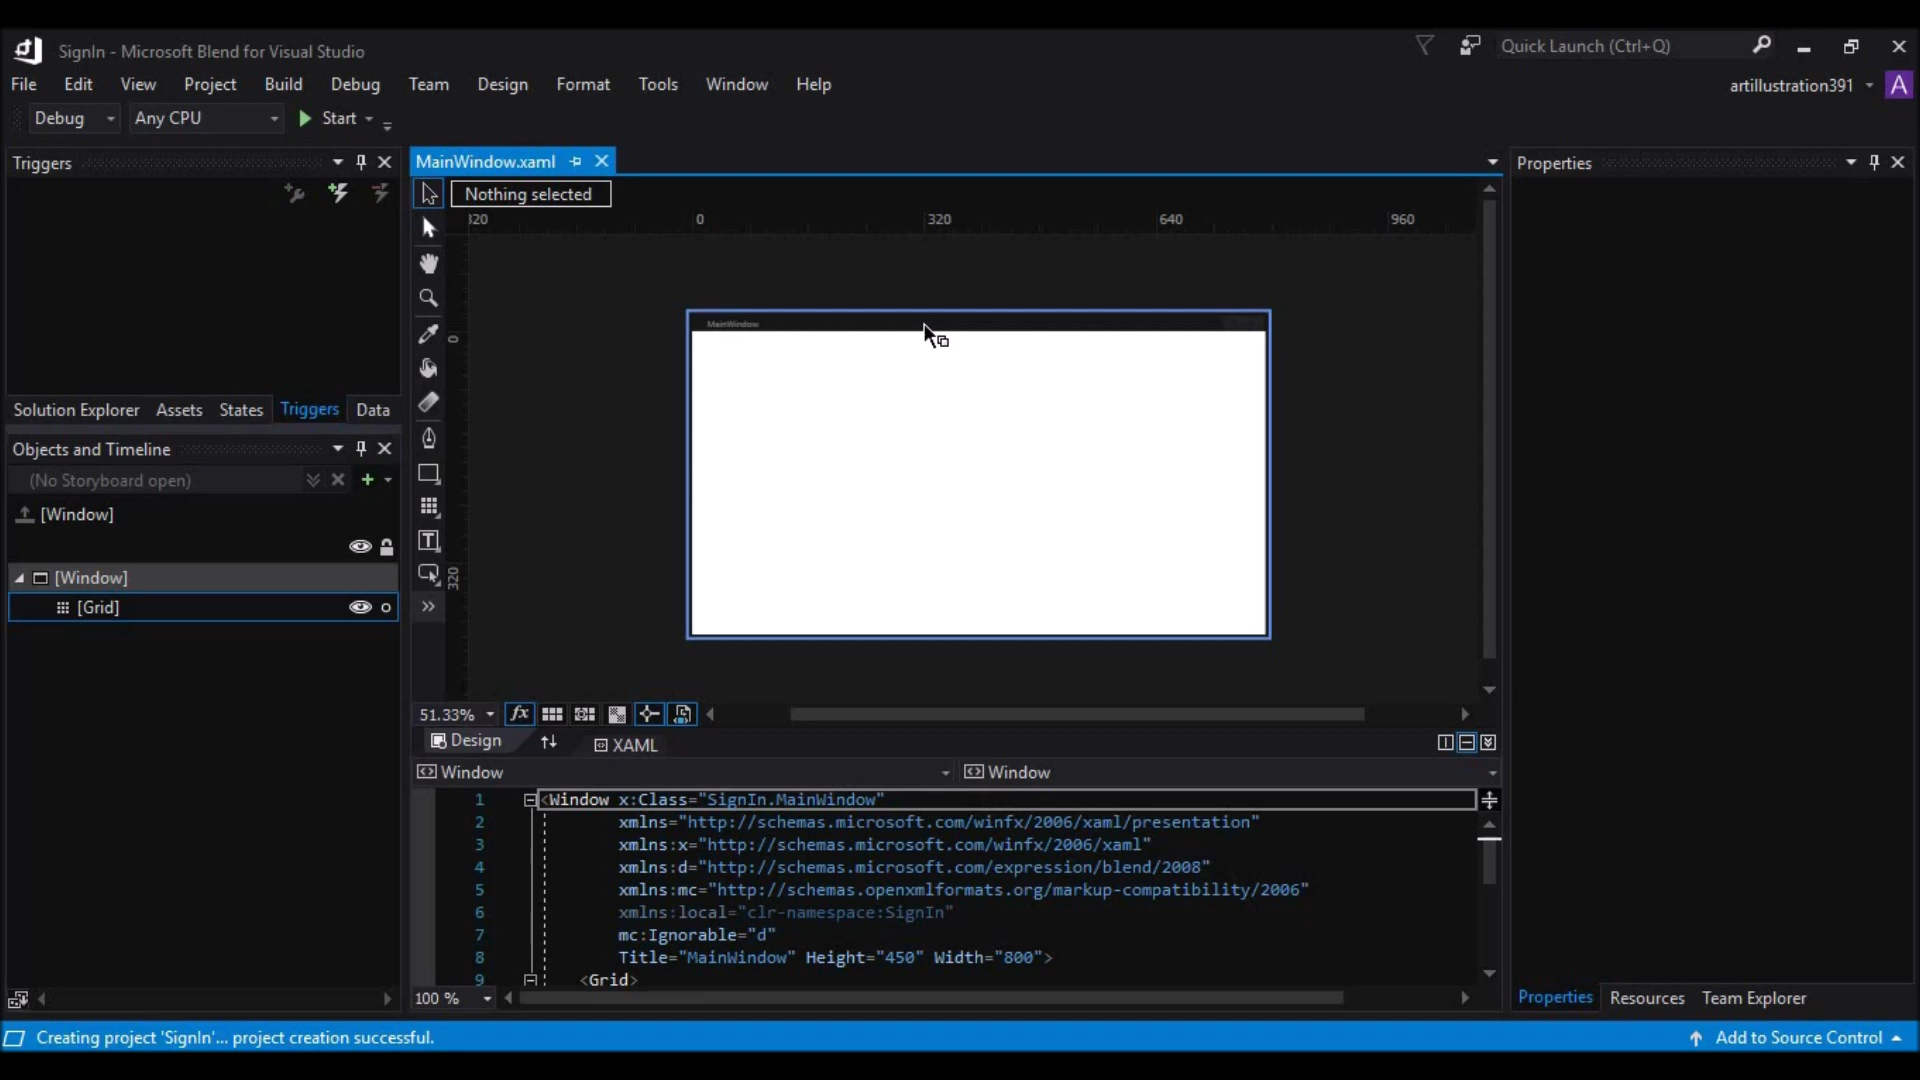 SignIn - Microsoft Blend for Visual Studio
Quick Launch (Ctrl+Q)
File Edit View Project Build Debug Team Design Format Tools Window Help
artillustration391 A
Debug Any CPU Start
Triggers
MainWindow.xaml
Properties
Nothing selected
320 0 320 640 960
0
MainWindow
320
Solution Explorer Assets States Triggers Data
Objects and Timeline
(No Storyboard open)
[Window]
[Window]
[Grid]
51.33% fx
Design XAML
Window Window
1 <Window x:Class="SignIn.MainWindow"
2 xmlns="http://schemas.microsoft.com/winfx/2006/xaml/presentation"
3 xmlns:x="http://schemas.microsoft.com/winfx/2006/xaml"
4 xmlns:d="http://schemas.microsoft.com/expression/blend/2008"
5 xmlns:mc="http://schemas.openxmlformats.org/markup-compatibility/2006"
6 xmlns:local="clr-namespace:SignIn"
7 mc:Ignorable="d"
8 Title="MainWindow" Height="450" Width="800">
9 <Grid>
100 %
Properties Resources Team Explorer
Creating project 'SignIn'... project creation successful.
Add to Source Control